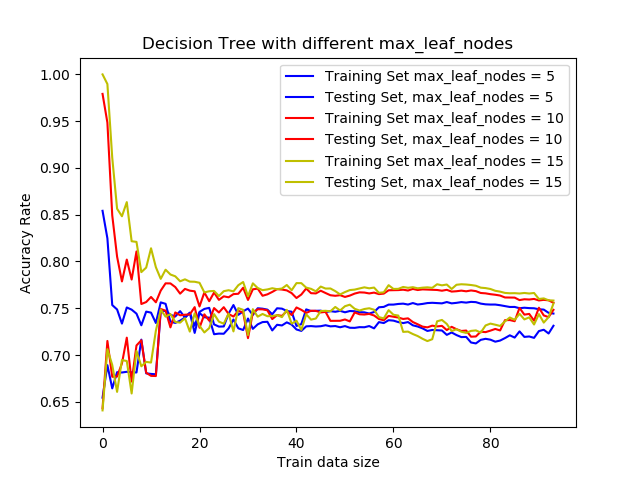 Decision Tree with different max_leaf_nodes
Training Set max_leaf_nodes = 5
Testing Set, max_leaf_nodes = 5
Training Set max_leaf_nodes = 10
Testing Set, max_leaf_nodes = 10
Training Set max_leaf_nodes = 15
Testing Set, max_leaf_nodes = 15
Accuracy Rate
1.00
0.95
0.90
0.85
0.80
0.75
0.70
0.65
0 20 40 60 80
Train data size